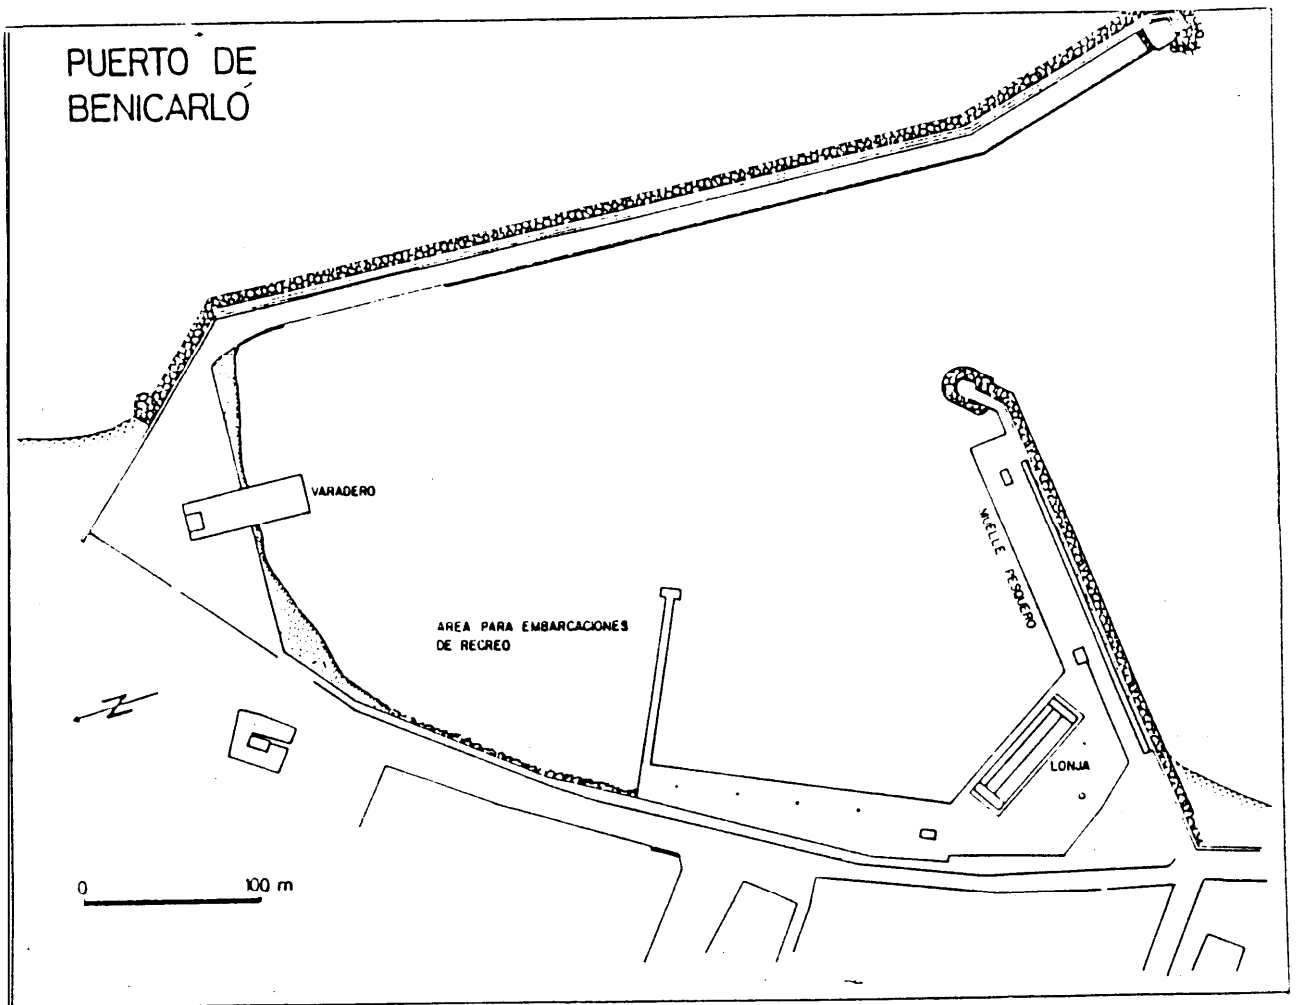 PUERTO DE
BENICARLÓ
VARADERO
MUELLE PESQUERO
AREA PARA EMBARCACIONES
DE RECREO
N
LONJA
0 100 m